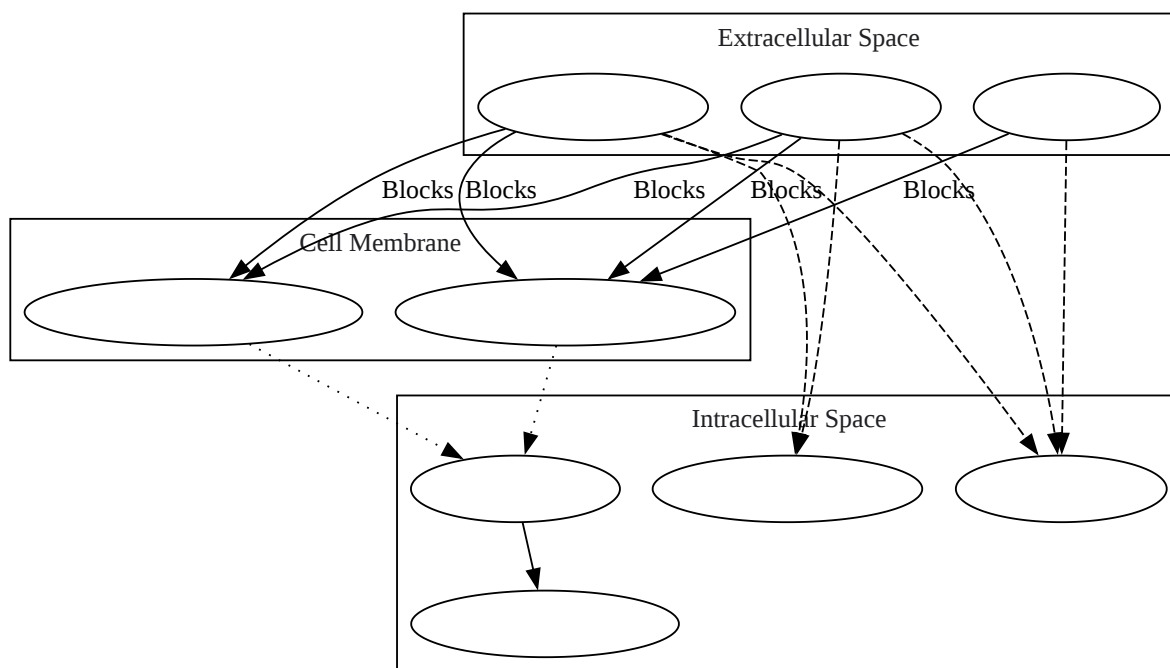 Extracellular Space
Blocks Blocks Blocks Blocks Blocks
Cell Membrane
Intracellular Space